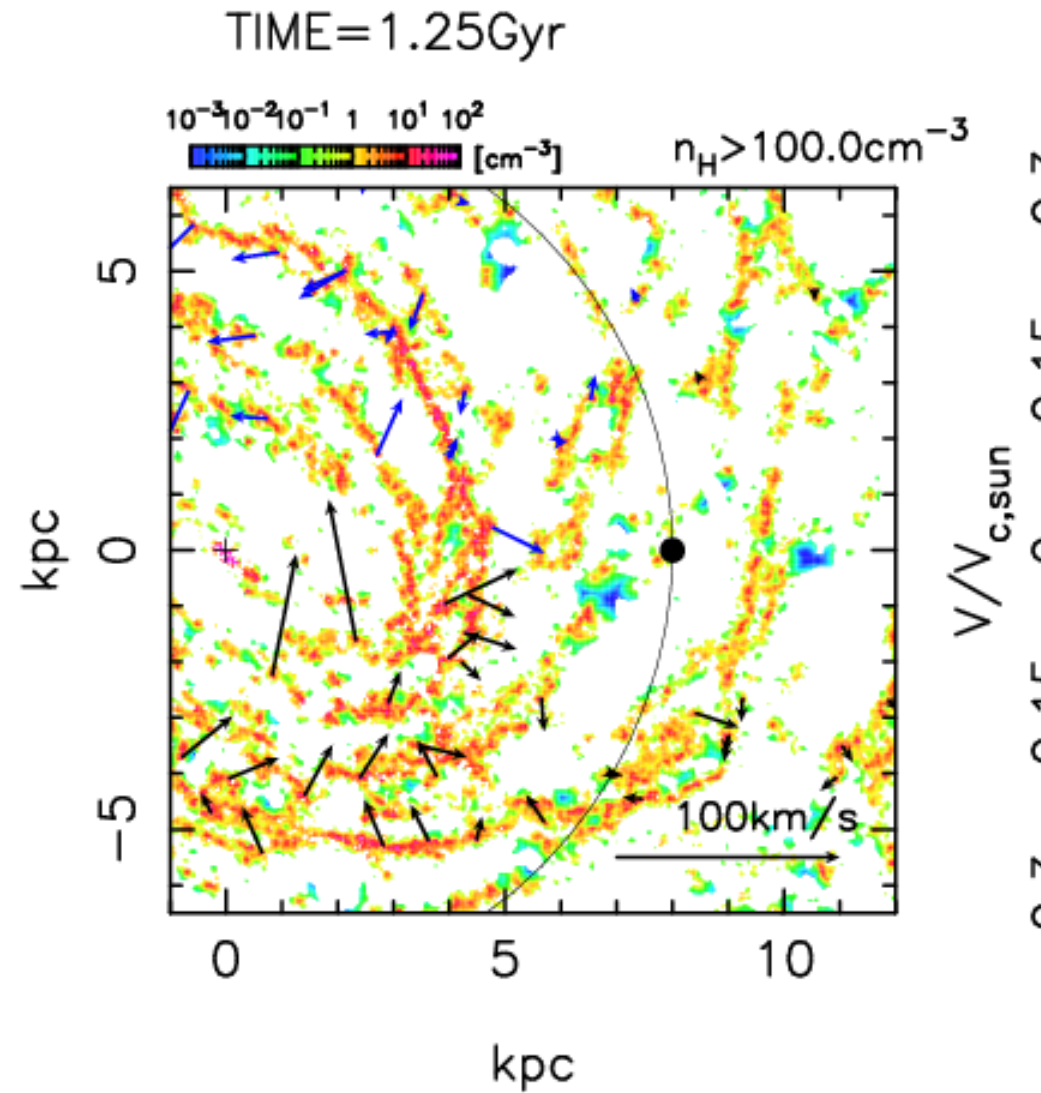 TIME=1.25Gyr
10⁻³ 10⁻² 10⁻¹ 1 10¹ 10² [cm⁻³]
n_H>100.0cm⁻³
5
0
−5
kpc
100km/s
0 5 10
kpc
V/V_c,sun